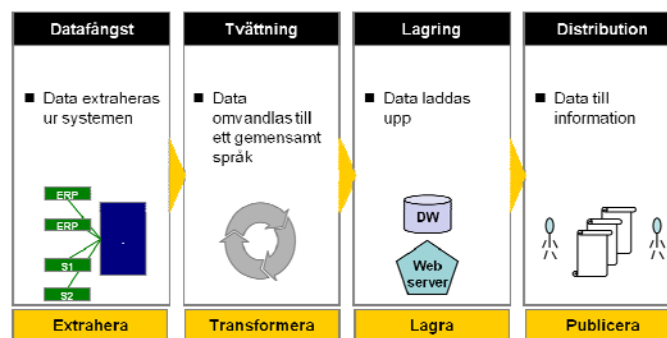 Datafångst
Data extraheras
ur systemen
ERP
ERP
S1
S2
Extrahera
Tvättning
Data
omvandlas till
ett gemensamt
språk
Transformera
Lagring
Data laddas
upp
DW
Web
server
Lagra
Distribution
Data till
information
Publicera